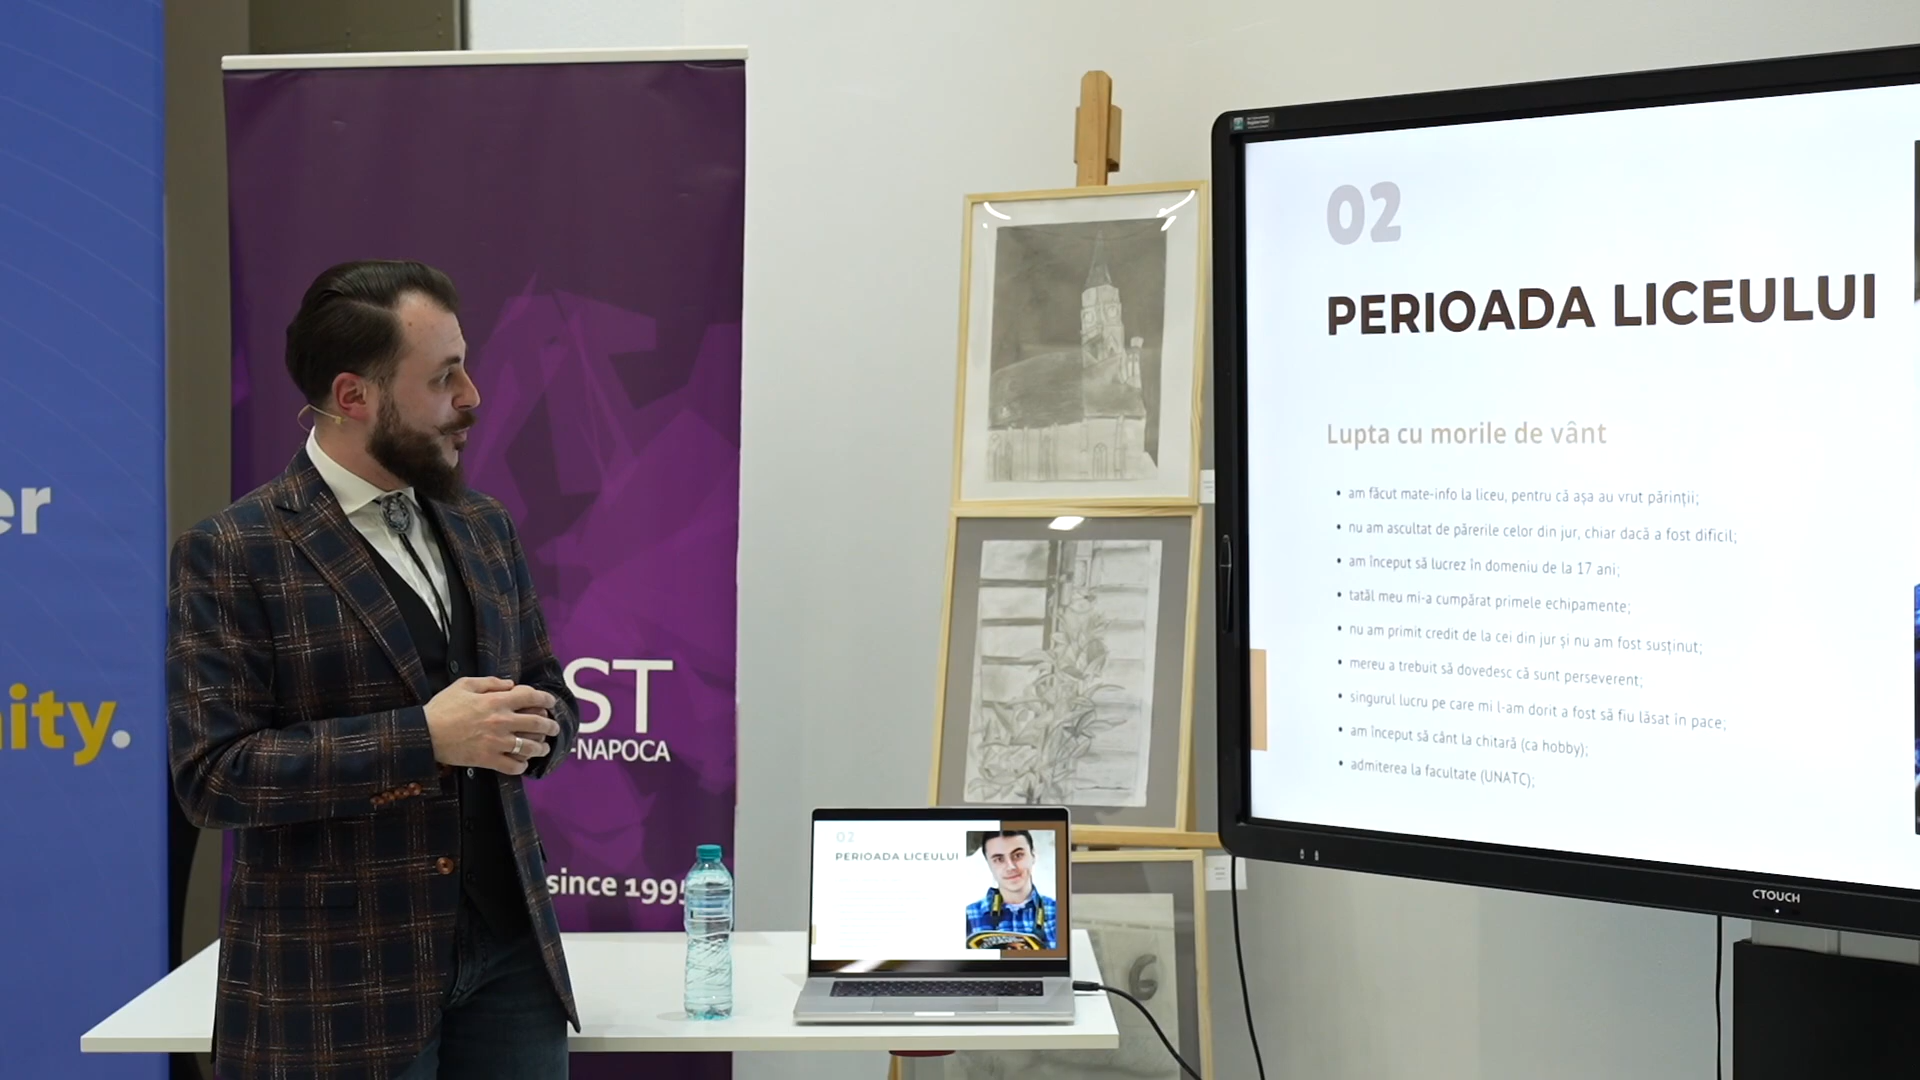 er
ity.
ST
-NAPOCA
since 1995
02
PERIOADA LICEULUI
02
PERIOADA LICEULUI
Lupta cu morile de vânt
• am făcut mate-info la liceu, pentru că așa au vrut părinții;
• nu am ascultat de părerile celor din jur, chiar dacă a fost dificil;
• am început să lucrez în domeniu de la 17 ani;
• tatăl meu mi-a cumpărat primele echipamente;
• nu am primit credit de la cei din jur și nu am fost susținut;
• mereu a trebuit să dovedesc că sunt perseverent;
• singurul lucru pe care mi l-am dorit a fost să fiu lăsat în pace;
• am început să cânt la chitară (ca hobby);
• admiterea la facultate (UNATC);
CTOUCH